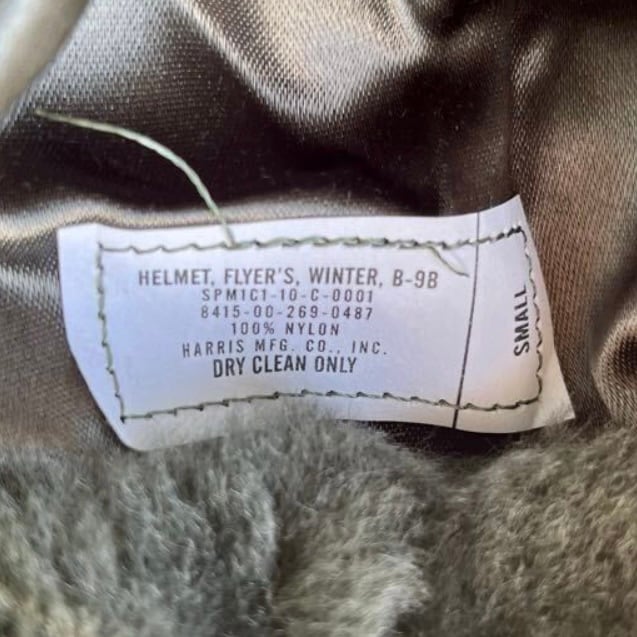 HELMET, FLYER'S, WINTER, B-9B
SPM1C1-10-C-0001
8415-00-269-0487
100% NYLON
HARRIS MFG. CO., INC.
DRY CLEAN ONLY
SMALL